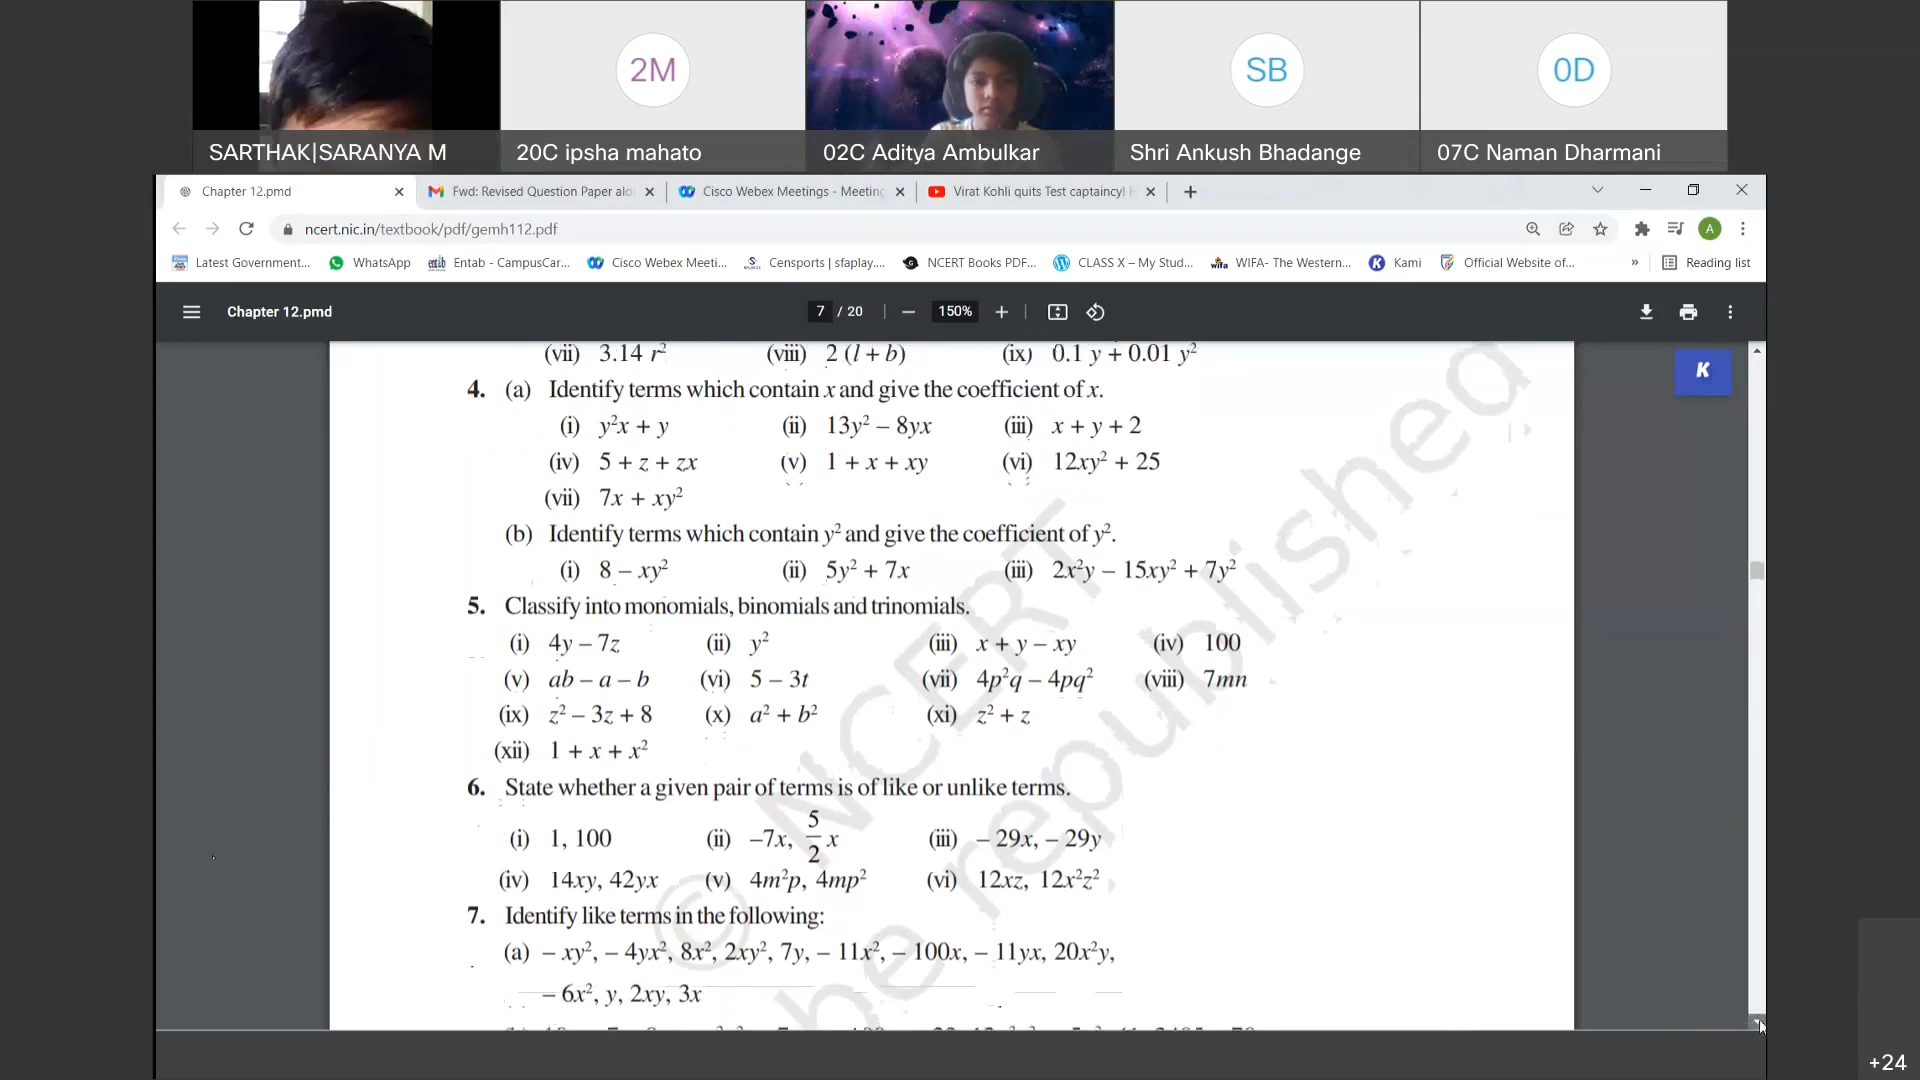 2M
SB
0D
SARTHAK|SARANYA M
20C ipsha mahato
02C Aditya Ambulkar
Shri Ankush Bhadange
07C Naman Dharmani
Chapter 12.pmd
Fwd: Revised Question Paper alo
Cisco Webex Meetings - Meeting
Virat Kohli quits Test captaincy!
ncert.nic.in/textbook/pdf/gemh112.pdf
A
Latest Government... WhatsApp Entab - CampusCar... Cisco Webex Meeti... Censports | sfaplay.... NCERT Books PDF... CLASS X – My Stud... WIFA- The Western... Kami Official Website of... » Reading list
Chapter 12.pmd 7 / 20 150%
K
(vii) 3.14 r² (viii) 2 (l + b) (ix) 0.1 y + 0.01 y²
4. (a) Identify terms which contain x and give the coefficient of x.
(i) y²x + y (ii) 13y² – 8yx (iii) x + y + 2
(iv) 5 + z + zx (v) 1 + x + xy (vi) 12xy² + 25
(vii) 7x + xy²
(b) Identify terms which contain y² and give the coefficient of y².
(i) 8 – xy² (ii) 5y² + 7x (iii) 2x²y – 15xy² + 7y²
5. Classify into monomials, binomials and trinomials.
(i) 4y – 7z (ii) y² (iii) x + y – xy (iv) 100
(v) ab – a – b (vi) 5 – 3t (vii) 4p²q – 4pq² (viii) 7mn
(ix) z² – 3z + 8 (x) a² + b² (xi) z² + z
(xii) 1 + x + x²
6. State whether a given pair of terms is of like or unlike terms.
(i) 1, 100 (ii) –7x, 5/2 x (iii) – 29x, – 29y
(iv) 14xy, 42yx (v) 4m²p, 4mp² (vi) 12xz, 12x²z²
7. Identify like terms in the following:
(a) – xy², – 4yx², 8x², 2xy², 7y, – 11x², – 100x, – 11yx, 20x²y,
– 6x², y, 2xy, 3x
© NCERT
be republished
+24